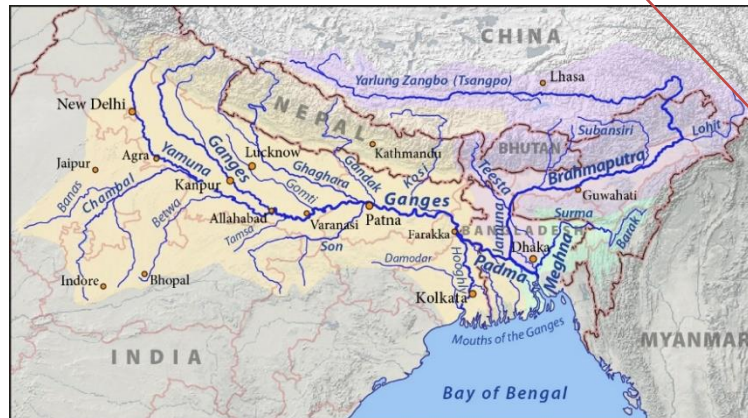 CHINA
Yarlung Zangbo (Tsangpo)
Lhasa
New Delhi
NEPAL
BHUTAN
Subansiri
Lohit
Jaipur
Agra
Yamuna
Ganges
Lucknow
Kathmandu
Teesta
Brahmaputra
Banas
Chambal
Kanpur
Gomti
Ghaghara
Gandak
Kosi
Guwahati
Betwa
Allahabad
Varanasi
Patna
Ganges
Jamuna
Surma
Barak
Tamsa
Son
Farakka
BANGLADESH
Dhaka
Meghna
Indore
Bhopal
Damodar
Hooghly
Padma
Kolkata
Mouths of the Ganges
INDIA
MYANMAR
Bay of Bengal